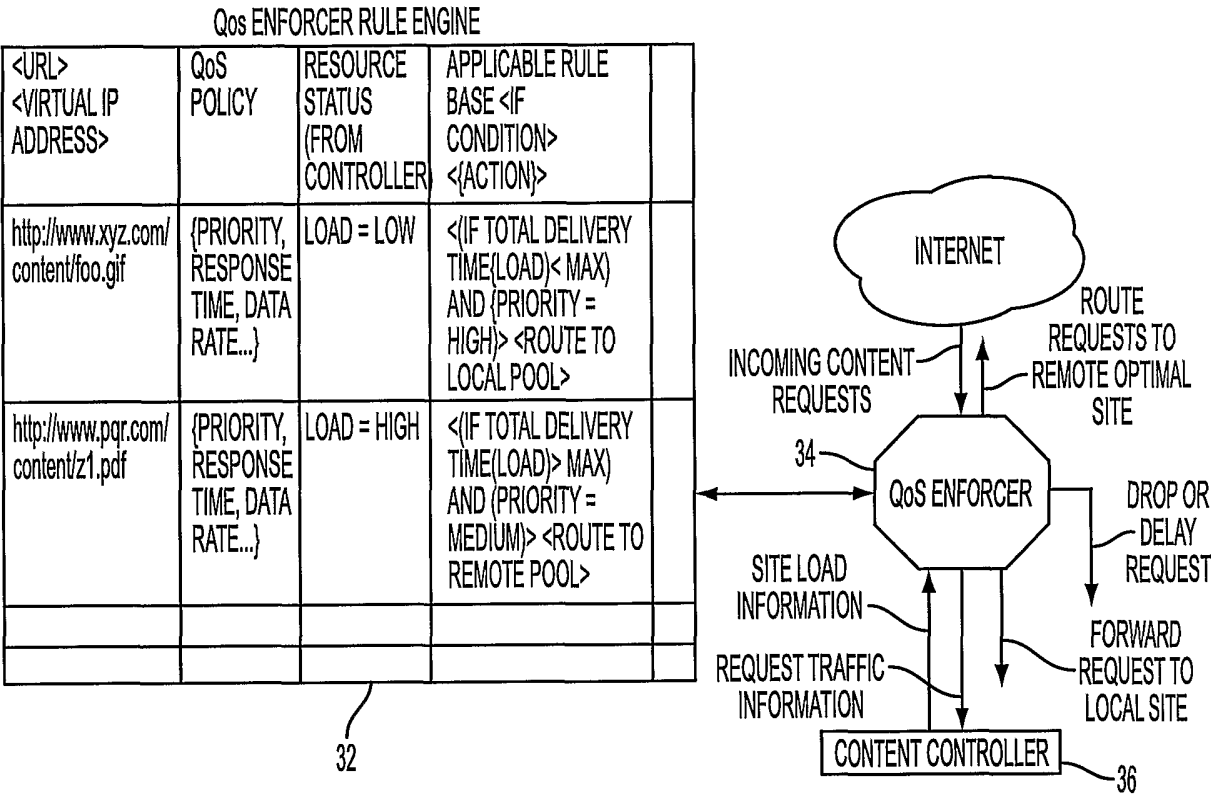 Qos ENFORCER RULE ENGINE
<URL>
<VIRTUAL IP
ADDRESS>
QoS
POLICY
RESOURCE
STATUS
(FROM
CONTROLLER)
APPLICABLE RULE
BASE <IF
CONDITION>
<{ACTION}>
http://www.xyz.com/
content/foo.gif
{PRIORITY,
RESPONSE
TIME, DATA
RATE...}
LOAD = LOW
<(IF TOTAL DELIVERY
TIME(LOAD)< MAX)
AND {PRIORITY =
HIGH)> <ROUTE TO
LOCAL POOL>
http://www.pqr.com/
content/z1.pdf
{PRIORITY,
RESPONSE
TIME, DATA
RATE...}
LOAD = HIGH
<(IF TOTAL DELIVERY
TIME(LOAD)> MAX)
AND (PRIORITY =
MEDIUM)> <ROUTE TO
REMOTE POOL>
32
INTERNET
INCOMING CONTENT
REQUESTS
ROUTE
REQUESTS TO
REMOTE OPTIMAL
SITE
34
QoS ENFORCER
DROP OR
DELAY
REQUEST
SITE LOAD
INFORMATION
FORWARD
REQUEST TO
LOCAL SITE
REQUEST TRAFFIC
INFORMATION
CONTENT CONTROLLER
36